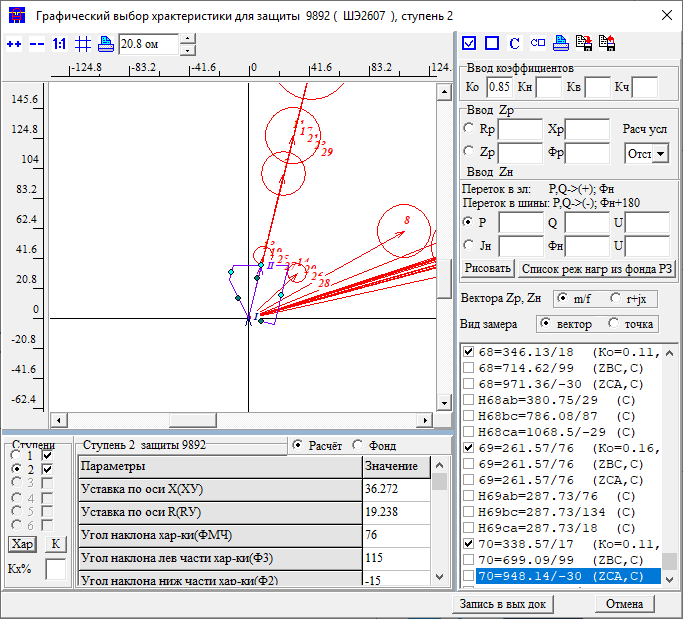 Графический выбор храктеристики для защиты 9892 ( ШЭ2607 ), ступень 2
++ -- 1:1 20.8 ом
-124.8 -83.2 -41.6 0 41.6 83.2 124.
145.6
124.8
104
83.2
62.4
41.6
20.8
0
-20.8
-41.6
-62.4
29
8
II
28
I
C
Ввод коэффициентов
Ко 0.85 Кн Кв Кч
Ввод Zр
Rр Хр Расч усл
Zр Фр Отст
Ввод Zн
Переток в зл: P,Q->(+); Фн
Переток в шины: P,Q->(-); Фн+180
P Q U
Jн Фн U
Рисовать Список реж нагр из фонда РЗ
Вектора Zр, Zн m/f r+jx
Вид замера вектор точка
68=346.13/18 (Ко=0.11,
68=714.62/99 (ZBC,C)
68=971.36/-30 (ZCA,C)
Н68ab=380.75/29 (C)
Н68bc=786.08/87 (C)
Н68ca=1068.5/-29 (C)
69=261.57/76 (Ко=0.16,
69=261.57/76 (ZBC,C)
69=261.57/76 (ZCA,C)
Н69ab=287.73/76 (C)
Н69bc=287.73/134 (C)
Н69ca=287.73/18 (C)
70=338.57/17 (Ко=0.11,
70=699.09/99 (ZBC,C)
70=948.14/-30 (ZCA,C)
Ступени
1
2
3
4
5
6
Хар К
Кх%
Ступень 2 защиты 9892 Расчёт Фонд
Параметры Значение
Уставка по оси X(ХУ) 36.272
Уставка по оси R(RУ) 19.238
Угол наклона хар-ки(ФМЧ) 76
Угол наклона лев части хар-ки(Ф3) 115
Угол наклона ниж части хар-ки(Ф2) -15
Запись в вых док Отмена